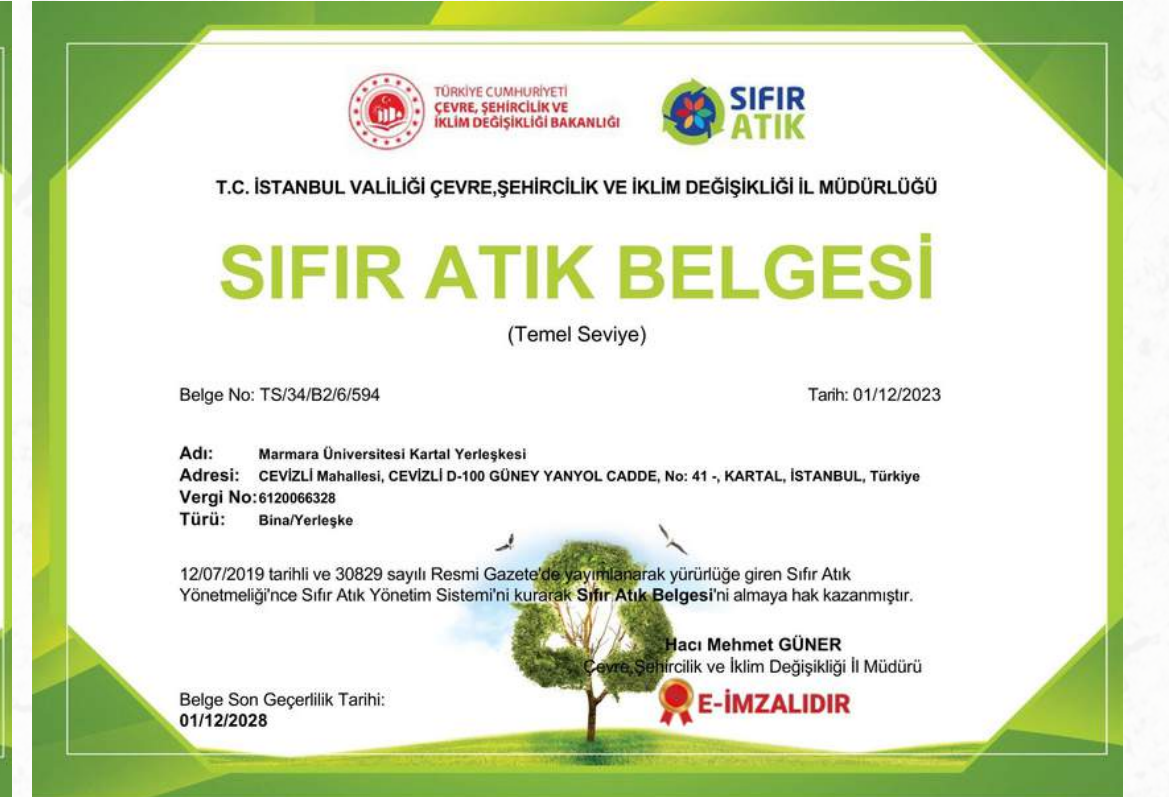 TÜRKİYE CUMHURİYETİ
ÇEVRE, ŞEHİRCİLİK VE
İKLİM DEĞİŞİKLİĞİ BAKANLIĞI
SIFIR
ATIK
T.C. İSTANBUL VALİLİĞİ ÇEVRE,ŞEHİRCİLİK VE İKLİM DEĞİŞİKLİĞİ İL MÜDÜRLÜĞÜ
SIFIR ATIK BELGESİ
(Temel Seviye)
Belge No: TS/34/B2/6/594 Tarih: 01/12/2023
Adı: Marmara Üniversitesi Kartal Yerleşkesi
Adresi: CEVİZLİ Mahallesi, CEVİZLİ D-100 GÜNEY YANYOL CADDE, No: 41 -, KARTAL, İSTANBUL, Türkiye
Vergi No: 6120066328
Türü: Bina/Yerleşke
12/07/2019 tarihli ve 30829 sayılı Resmi Gazete'de yayımlanarak yürürlüğe giren Sıfır Atık
Yönetmeliği'nce Sıfır Atık Yönetim Sistemi'ni kurarak Sıfır Atık Belgesi'ni almaya hak kazanmıştır.
Hacı Mehmet GÜNER
Çevre,Şehircilik ve İklim Değişikliği İl Müdürü
E-İMZALIDIR
Belge Son Geçerlilik Tarihi:
01/12/2028